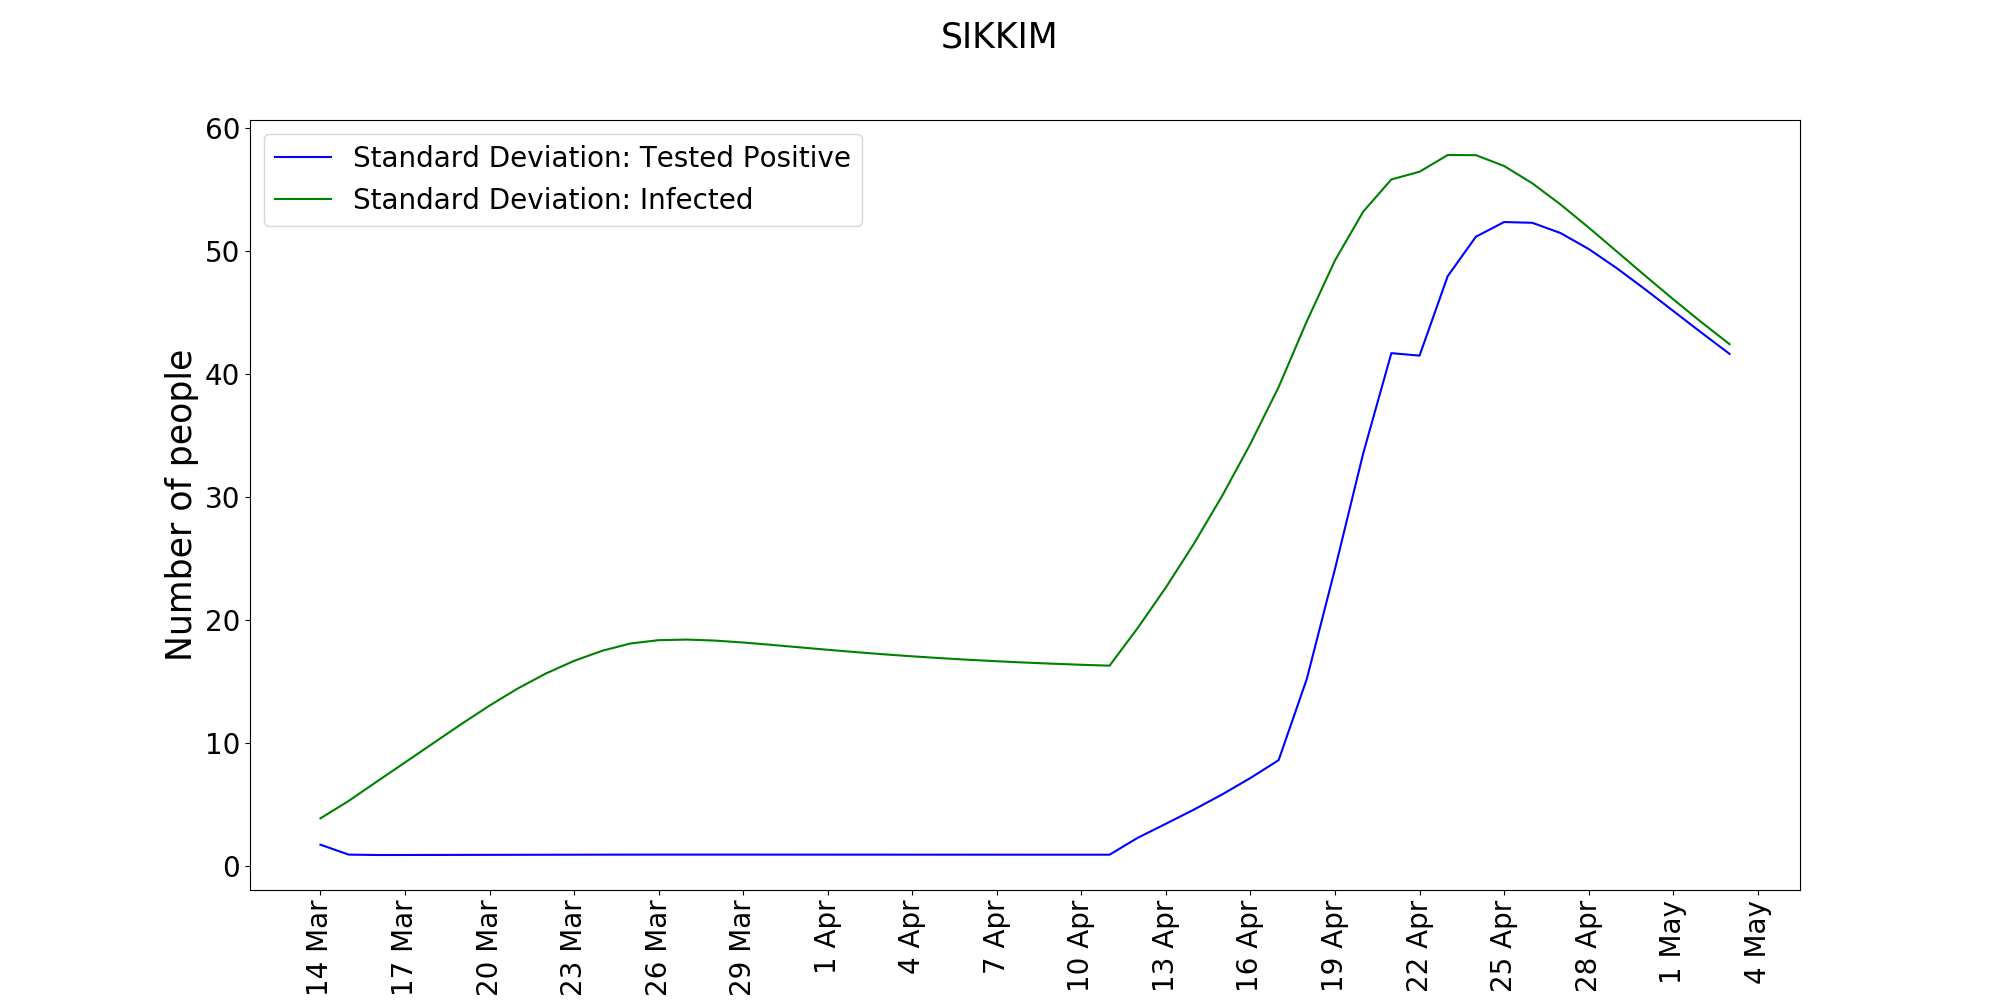 SIKKIM
Standard Deviation: Tested Positive
Standard Deviation: Infected
Number of people
60
50
40
30
20
10
0
14 Mar
17 Mar
20 Mar
23 Mar
26 Mar
29 Mar
1 Apr
4 Apr
7 Apr
10 Apr
13 Apr
16 Apr
19 Apr
22 Apr
25 Apr
28 Apr
1 May
4 May